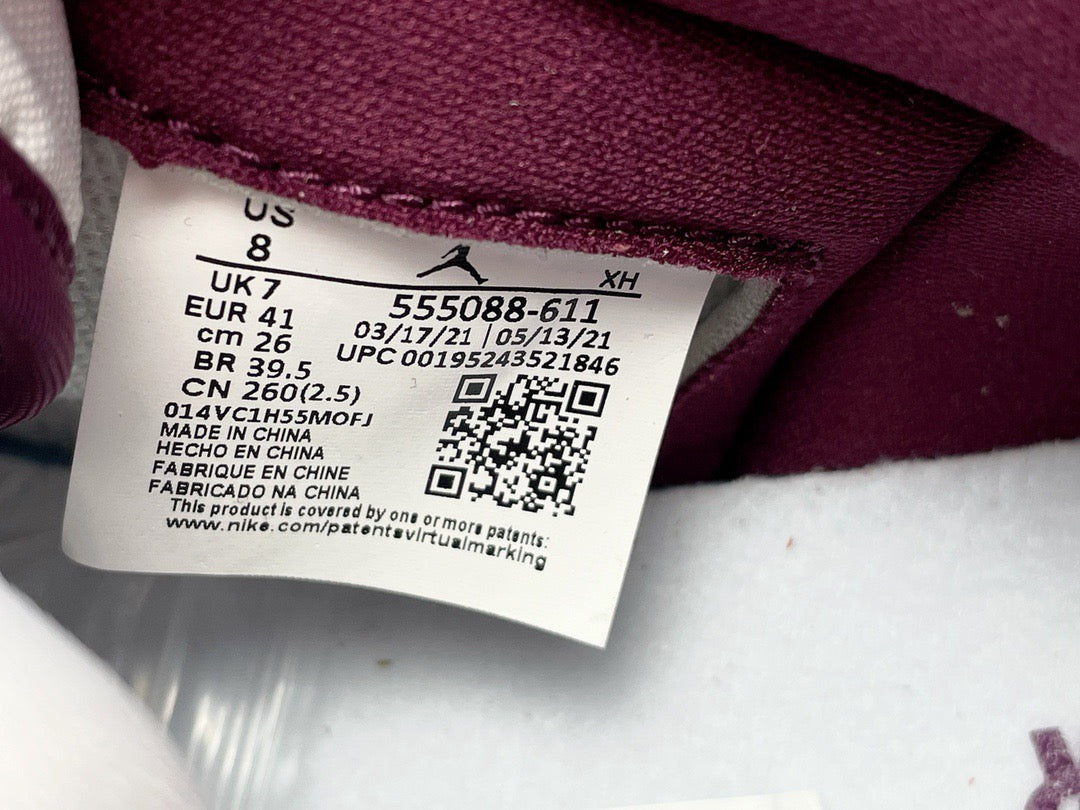 US
8
XH
UK 7
555088-611
EUR 41
03/17/21 | 05/13/21
cm 26
UPC 00195243521846
BR 39.5
CN 260(2.5)
014VC1H55MOFJ
MADE IN CHINA
HECHO EN CHINA
FABRIQUE EN CHINE
FABRICADO NA CHINA
This product is covered by one or more patents:
www.nike.com/patentsvirtualmarking